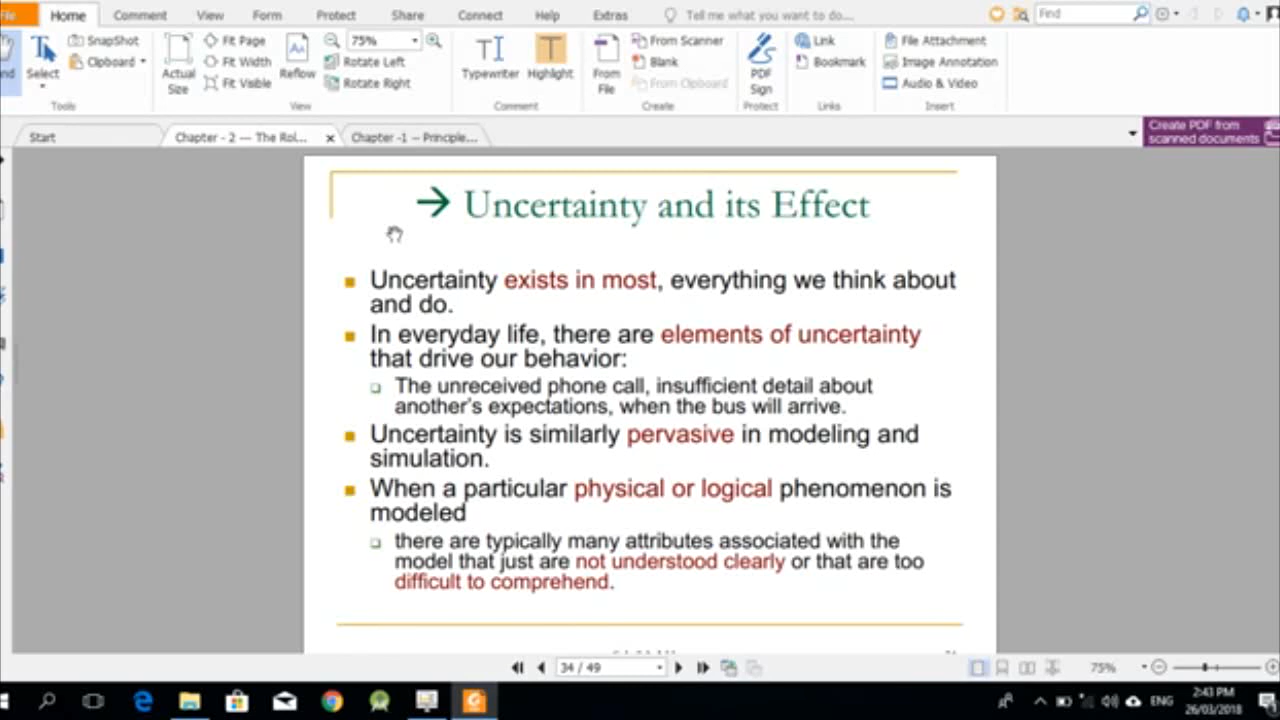 File
Home
Comment
View
Form
Protect
Share
Connect
Help
Extras
Tell me what you want to do...
Find
Select
SnapShot
Clipboard
Tools
Actual Size
Fit Page
Fit Width
Fit Visible
Reflow
75%
Rotate Left
Rotate Right
View
Typewriter
Highlight
Comment
From File
From Scanner
Blank
From Clipboard
Create
PDF Sign
Protect
Link
Bookmark
Links
File Attachment
Image Annotation
Audio & Video
Insert
Start
Chapter - 2 --- The Rol...
Chapter -1 -- Principle...
Create PDF from
scanned documents
→ Uncertainty and its Effect
Uncertainty exists in most, everything we think about
and do.
In everyday life, there are elements of uncertainty
that drive our behavior:
The unreceived phone call, insufficient detail about
another's expectations, when the bus will arrive.
Uncertainty is similarly pervasive in modeling and
simulation.
When a particular physical or logical phenomenon is
modeled
there are typically many attributes associated with the
model that just are not understood clearly or that are too
difficult to comprehend.
34 / 49
75%
ENG
2:43 PM
26/03/2018